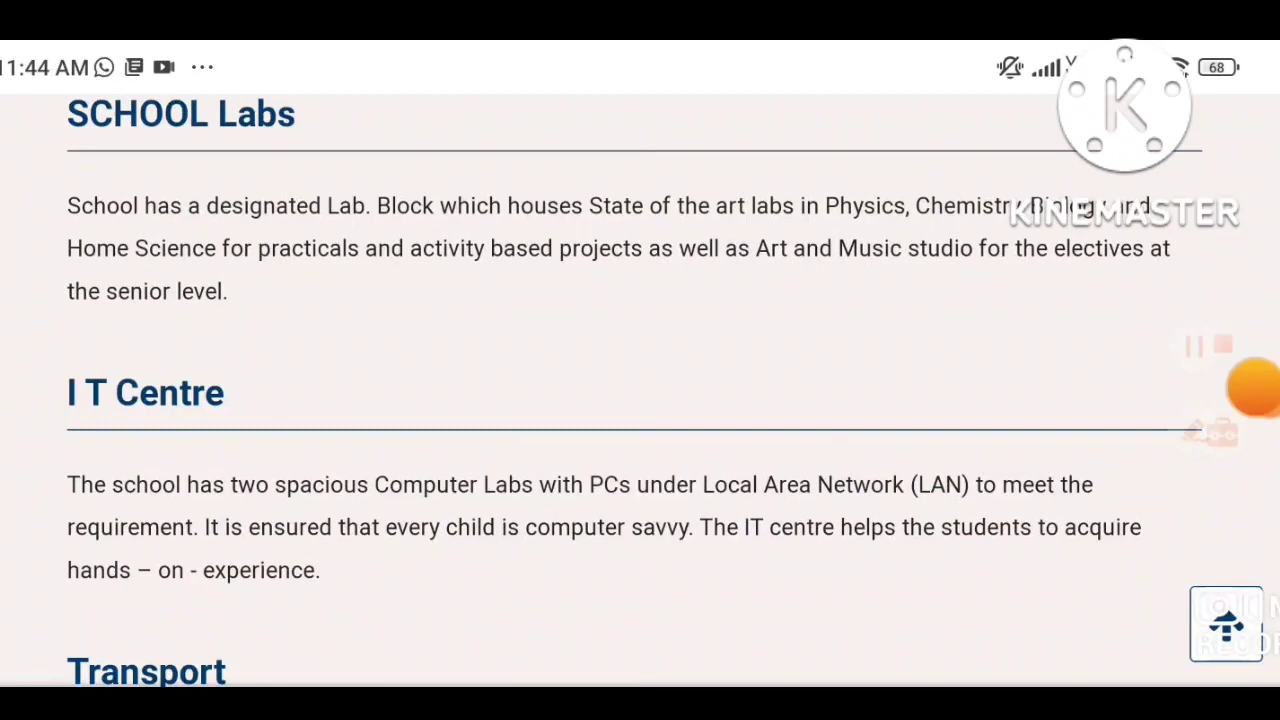 11:44 AM
68
SCHOOL Labs
KINEMASTER
School has a designated Lab. Block which houses State of the art labs in Physics, Chemistry Biology and
Home Science for practicals and activity based projects as well as Art and Music studio for the electives at
the senior level.
I T Centre
The school has two spacious Computer Labs with PCs under Local Area Network (LAN) to meet the
requirement. It is ensured that every child is computer savvy. The IT centre helps the students to acquire
hands – on - experience.
Transport